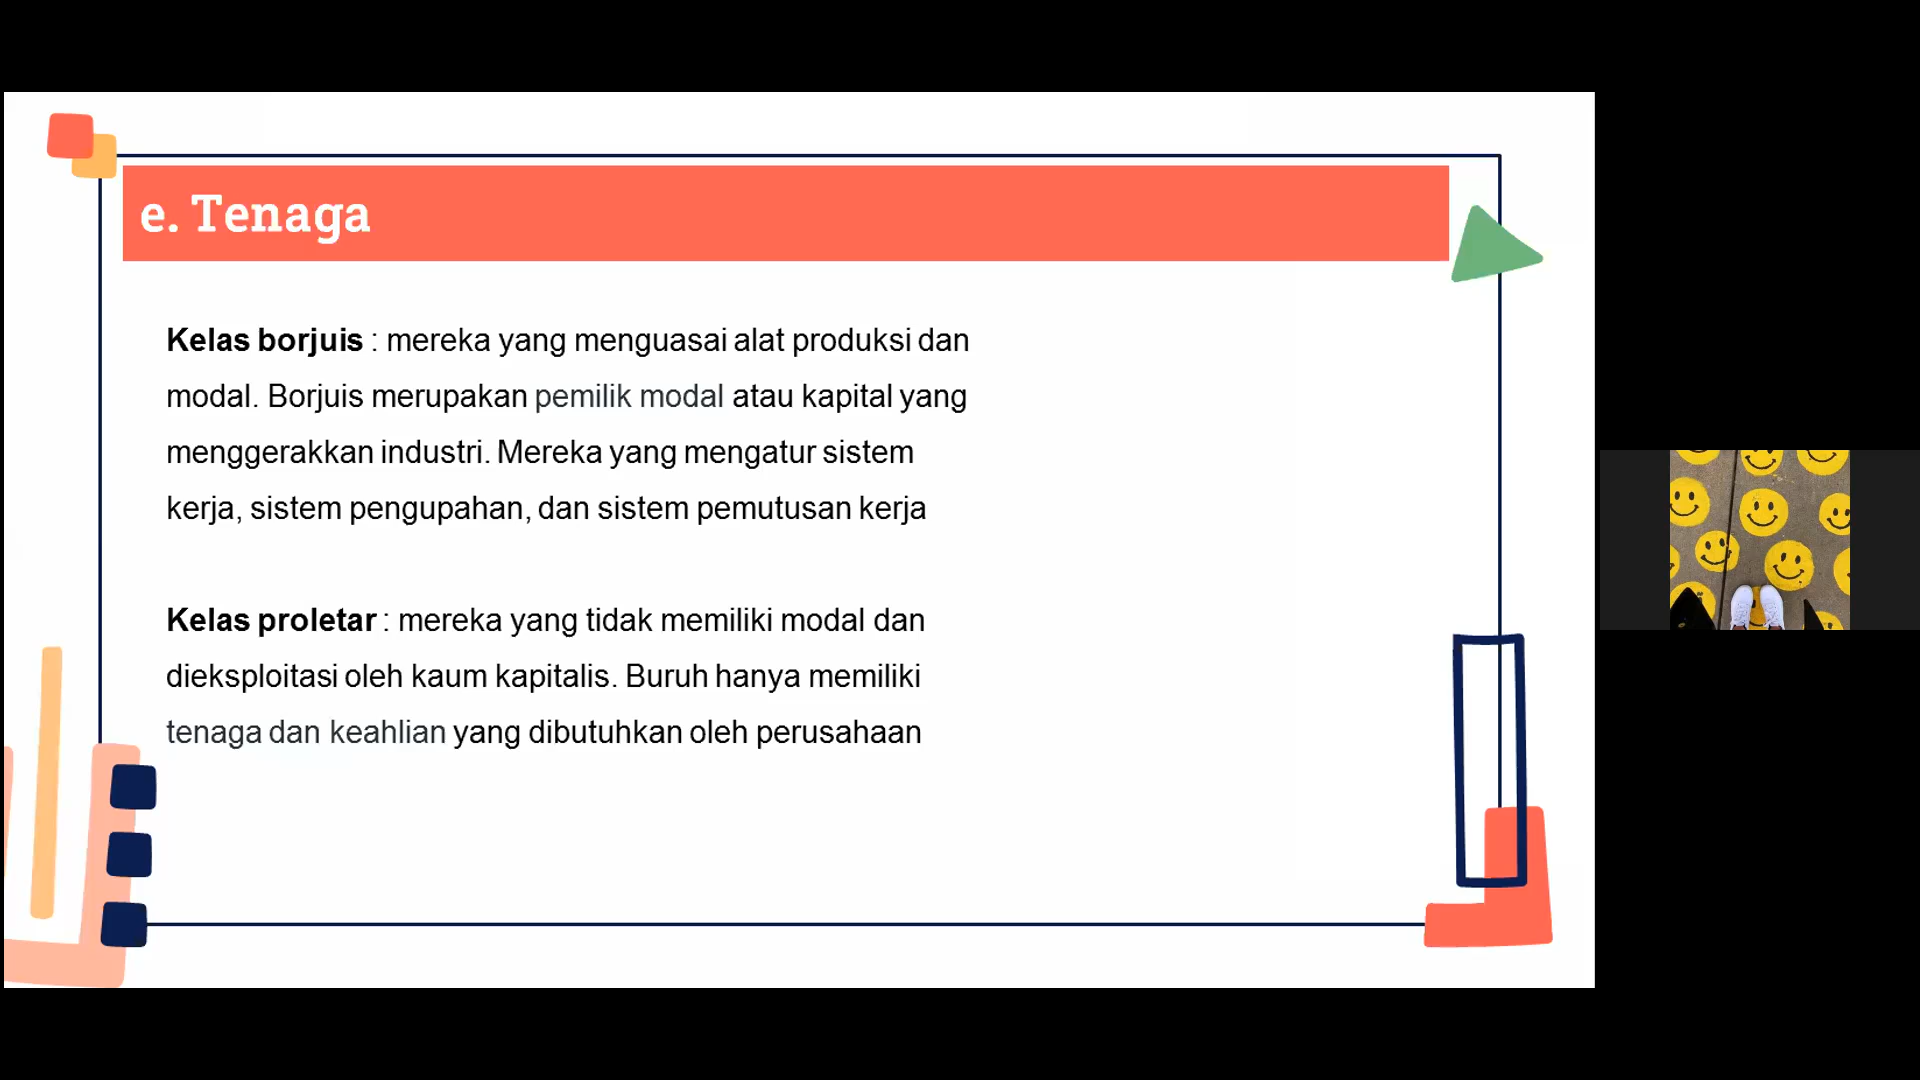 e. Tenaga
Kelas borjuis : mereka yang menguasai alat produksi dan
modal. Borjuis merupakan pemilik modal atau kapital yang
menggerakkan industri. Mereka yang mengatur sistem
kerja, sistem pengupahan, dan sistem pemutusan kerja
Kelas proletar : mereka yang tidak memiliki modal dan
dieksploitasi oleh kaum kapitalis. Buruh hanya memiliki
tenaga dan keahlian yang dibutuhkan oleh perusahaan